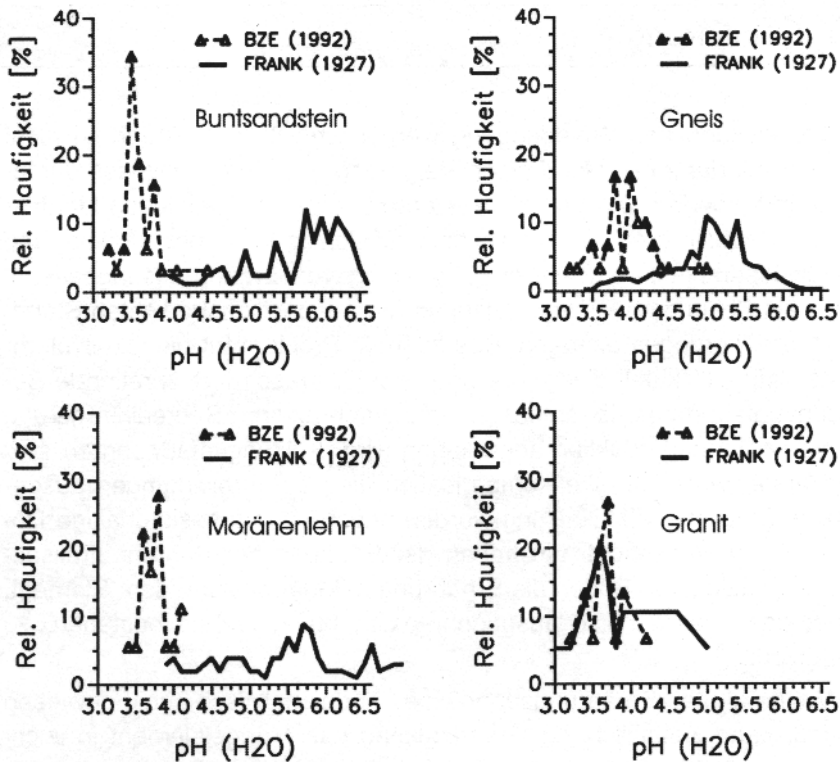 Rel. Haufigkeit [%]
40
30
20
10
0
BZE (1992)
FRANK (1927)
Buntsandstein
3.0 3.5 4.0 4.5 5.0 5.5 6.0 6.5
pH (H2O)
Rel. Haufigkeit [%]
40
30
20
10
0
BZE (1992)
FRANK (1927)
Gneis
3.0 3.5 4.0 4.5 5.0 5.5 6.0 6.5
pH (H2O)
Rel. Haufigkeit [%]
40
30
20
10
0
BZE (1992)
FRANK (1927)
Moränenlehm
3.0 3.5 4.0 4.5 5.0 5.5 6.0 6.5
pH (H2O)
Rel. Haufigkeit [%]
40
30
20
10
0
BZE (1992)
FRANK (1927)
Granit
3.0 3.5 4.0 4.5 5.0 5.5 6.0 6.5
pH (H2O)